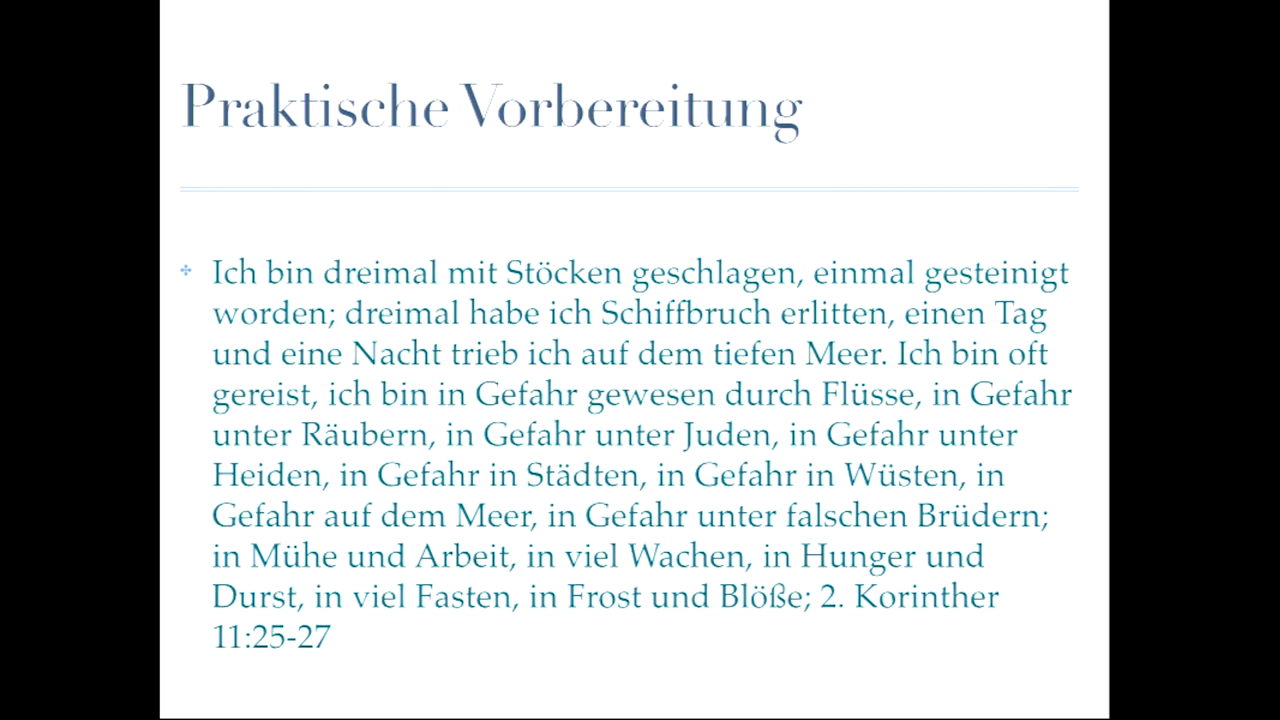 Praktische Vorbereitung
Ich bin dreimal mit Stöcken geschlagen, einmal gesteinigt
worden; dreimal habe ich Schiffbruch erlitten, einen Tag
und eine Nacht trieb ich auf dem tiefen Meer. Ich bin oft
gereist, ich bin in Gefahr gewesen durch Flüsse, in Gefahr
unter Räubern, in Gefahr unter Juden, in Gefahr unter
Heiden, in Gefahr in Städten, in Gefahr in Wüsten, in
Gefahr auf dem Meer, in Gefahr unter falschen Brüdern;
in Mühe und Arbeit, in viel Wachen, in Hunger und
Durst, in viel Fasten, in Frost und Blöße; 2. Korinther
11:25-27